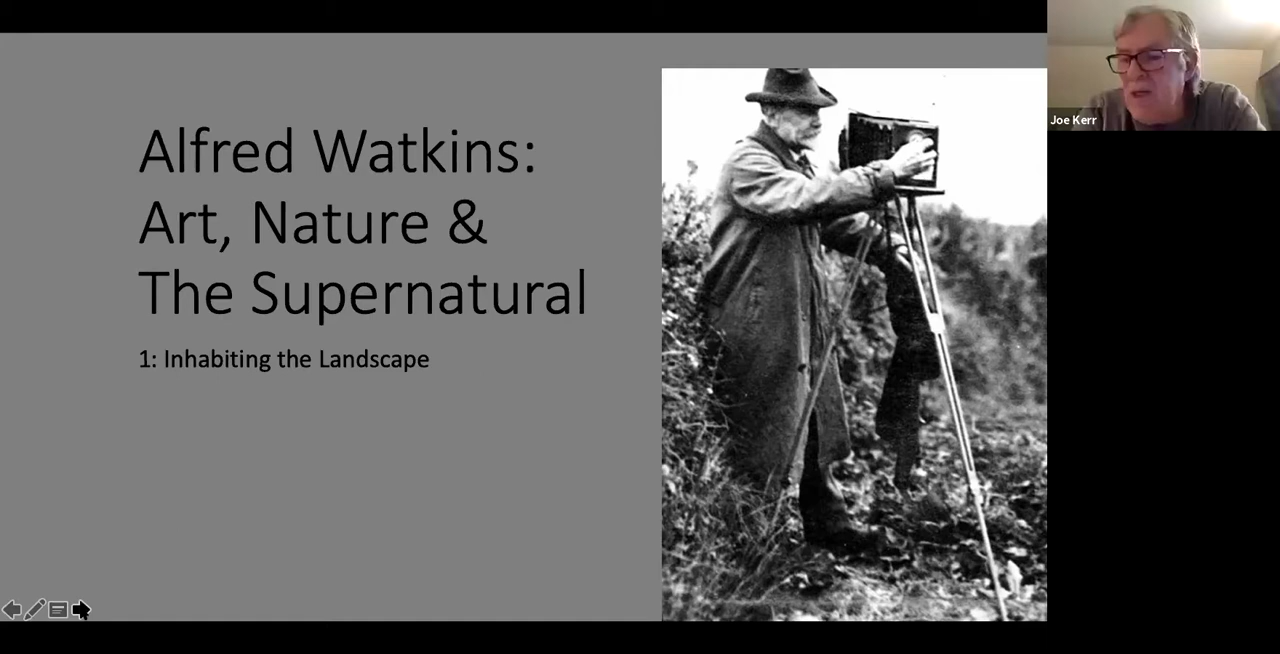 Alfred Watkins:
Art, Nature &
The Supernatural
1: Inhabiting the Landscape
Joe Kerr